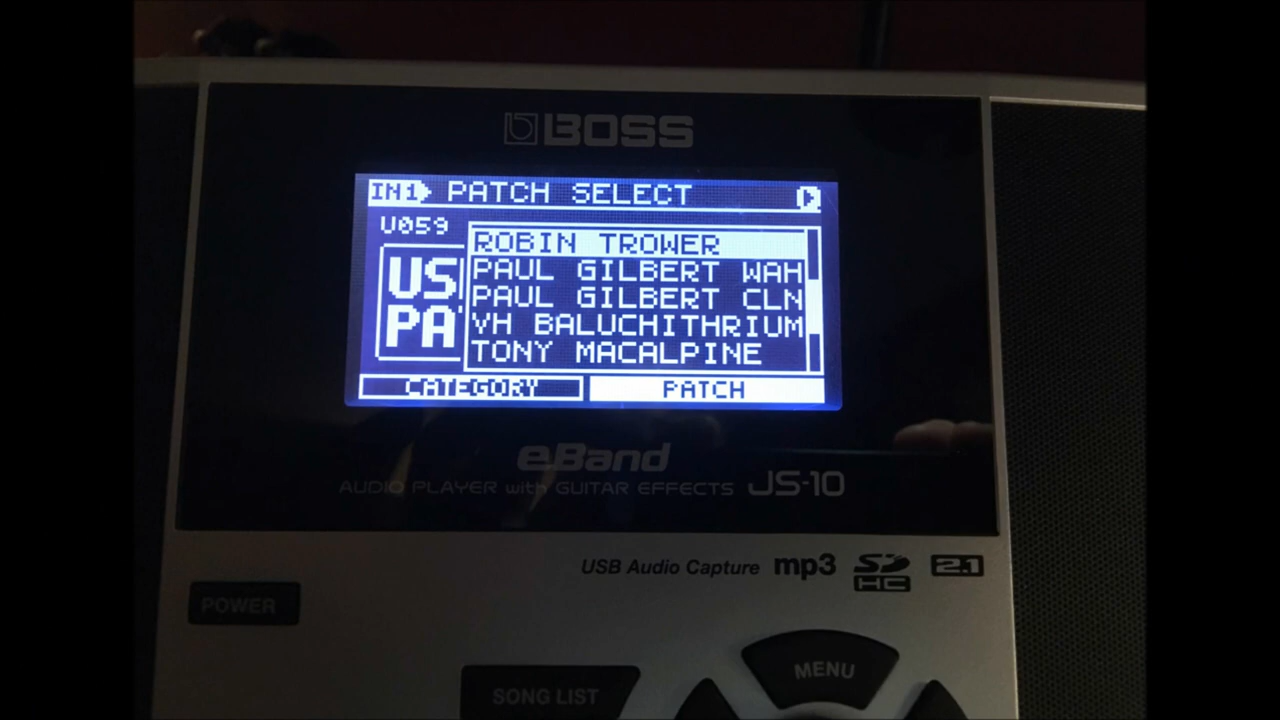 BOSS
IN1 PATCH SELECT
U059
ROBIN TROWER
PAUL GILBERT WAH
PAUL GILBERT CLN
VH BALUCHITHRIUM
TONY MACALPINE
US
PA
CATEGORY PATCH
eBand
AUDIO PLAYER with GUITAR EFFECTS JS-10
USB Audio Capture mp3 SD HC 2.1
POWER
MENU
SONG LIST